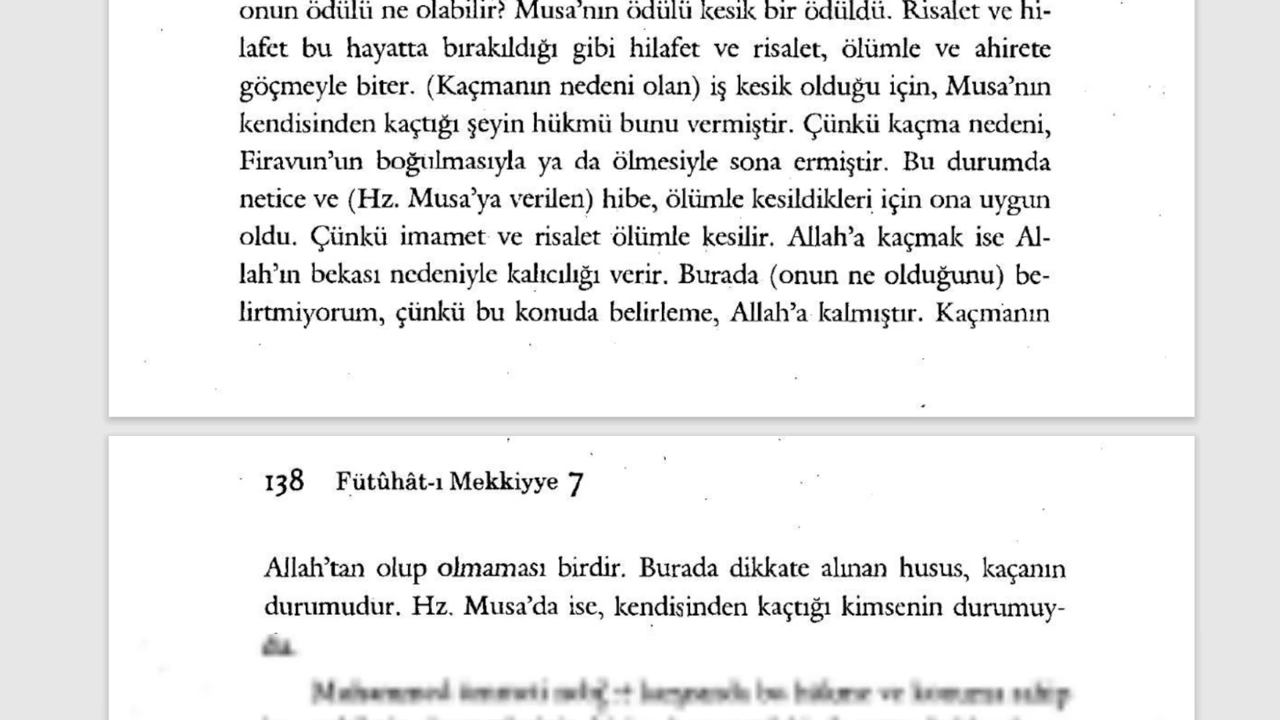 onun ödülü ne olabilir? Musa’nın ödülü kesik bir ödüldü. Risalet ve hi-
lafet bu hayatta bırakıldığı gibi hilafet ve risalet, ölümle ve ahirete
göçmeyle biter. (Kaçmanın nedeni olan) iş kesik olduğu için, Musa’nın
kendisinden kaçtığı şeyin hükmü bunu vermiştir. Çünkü kaçma nedeni,
Firavun’un boğulmasıyla ya da ölmesiyle sona ermiştir. Bu durumda
netice ve (Hz. Musa’ya verilen) hibe, ölümle kesildikleri için ona uygun
oldu. Çünkü imamet ve risalet ölümle kesilir. Allah’a kaçmak ise Al-
lah’ın bekası nedeniyle kalıcılığı verir. Burada (onun ne olduğunu) be-
lirtmiyorum, çünkü bu konuda belirleme, Allah’a kalmıştır. Kaçmanın
138 Fütûhât-ı Mekkiyye 7
Allah’tan olup olmaması birdir. Burada dikkate alınan husus, kaçanın
durumudur. Hz. Musa’da ise, kendisinden kaçtığı kimsenin durumuy-
du.